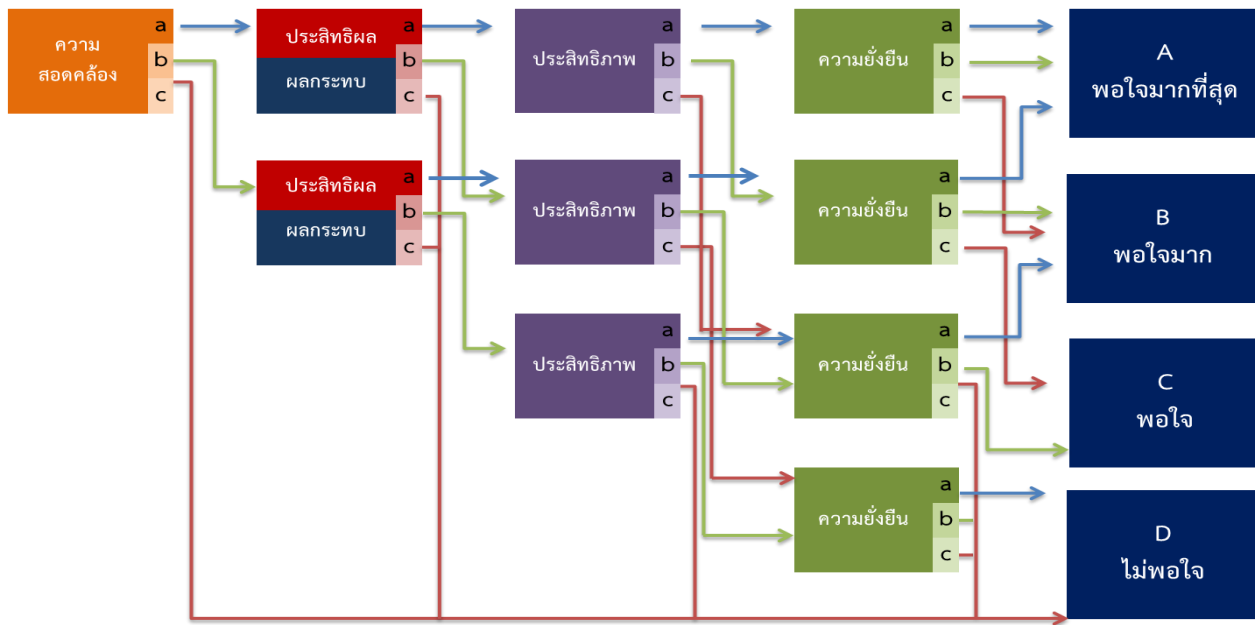 ความ
สอดคล้อง
a
b
c
ประสิทธิผล
ผลกระทบ
a
b
c
ประสิทธิภาพ
a
b
c
ความยั่งยืน
a
b
c
A
พอใจมากที่สุด
ประสิทธิผล
ผลกระทบ
a
b
c
ประสิทธิภาพ
a
b
c
ความยั่งยืน
a
b
c
B
พอใจมาก
ประสิทธิภาพ
a
b
c
ความยั่งยืน
a
b
c
C
พอใจ
ความยั่งยืน
a
b
c
D
ไม่พอใจ